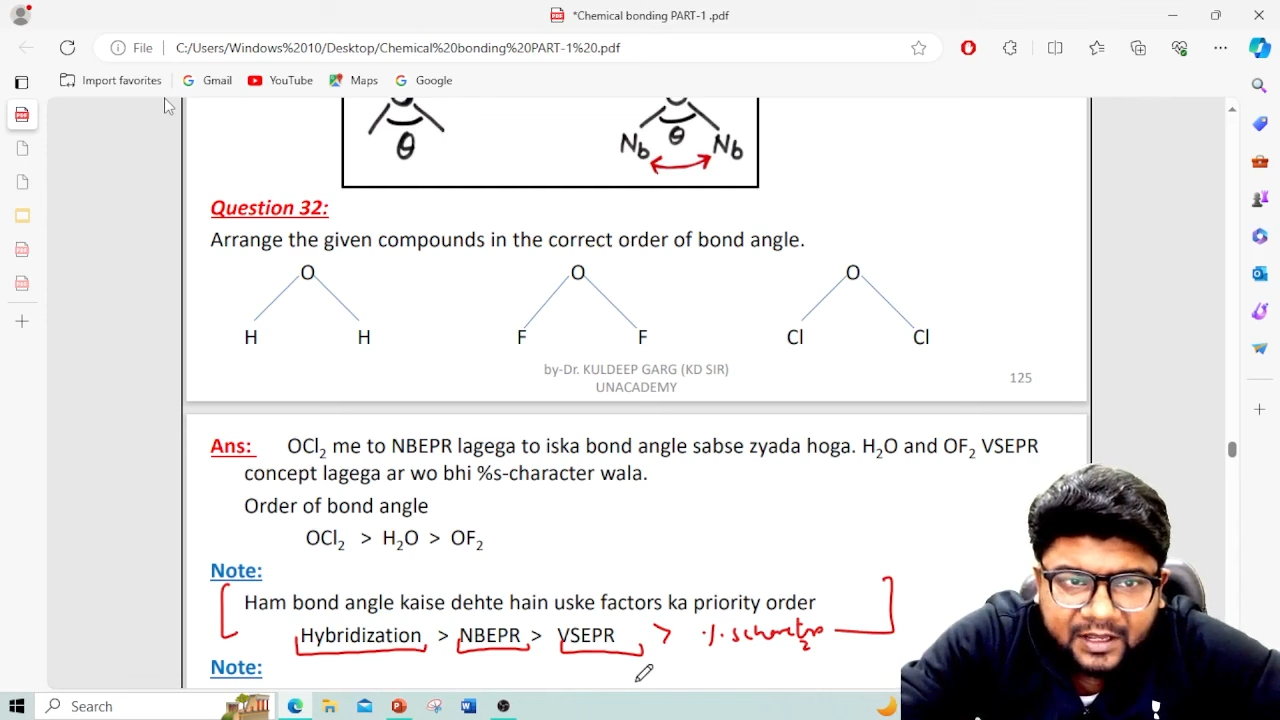 *Chemical bonding PART-1 .pdf
File
C:/Users/Windows%2010/Desktop/Chemical%20bonding%20PART-1%20.pdf
Import favorites
Gmail
YouTube
Maps
Google
θ
Nb θ Nb
Question 32:
Arrange the given compounds in the correct order of bond angle.
O O O
H H F F Cl Cl
by-Dr. KULDEEP GARG (KD SIR)
UNACADEMY
125
Ans: OCl2 me to NBEPR lagega to iska bond angle sabse zyada hoga. H2O and OF2 VSEPR
concept lagega ar wo bhi %s-character wala.
Order of bond angle
OCl2 > H2O > OF2
Note:
Ham bond angle kaise dehte hain uske factors ka priority order
Hybridization > NBEPR > VSEPR >
Note:
Search